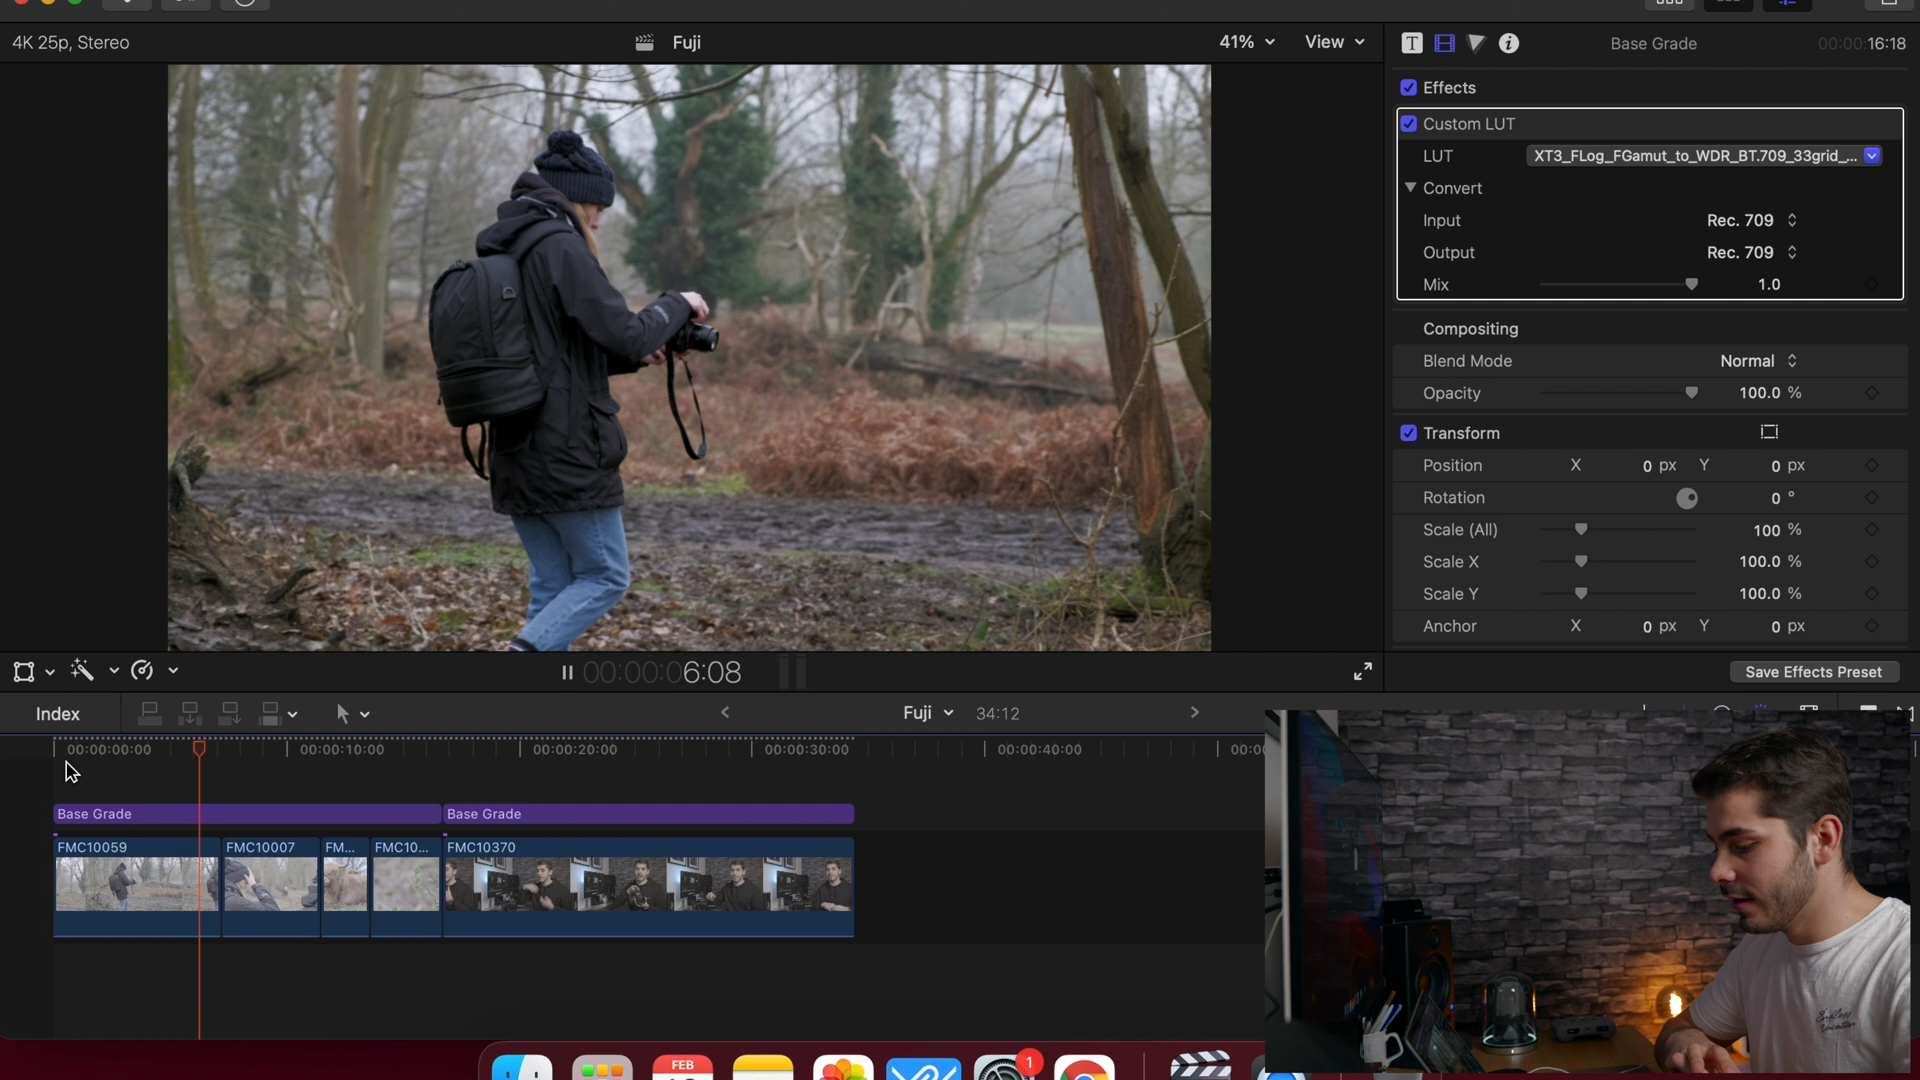 4K 25p, Stereo
Fuji
41%
View
T
i
Base Grade
00:00:16:18
Effects
Custom LUT
LUT
XT3_FLog_FGamut_to_WDR_BT.709_33grid_...
Convert
Input
Rec. 709
Output
Rec. 709
Mix
1.0
Compositing
Blend Mode
Normal
Opacity
100.0 %
Transform
Position
X
0 px
Y
0 px
Rotation
0 °
Scale (All)
100 %
Scale X
100.0 %
Scale Y
100.0 %
Anchor
X
0 px
Y
0 px
00:00:06:08
Save Effects Preset
Index
Fuji
34:12
00:00:00:00
00:00:10:00
00:00:20:00
00:00:30:00
00:00:40:00
Base Grade
Base Grade
FMC10059
FMC10007
FM...
FMC10...
FMC10370
FEB
1